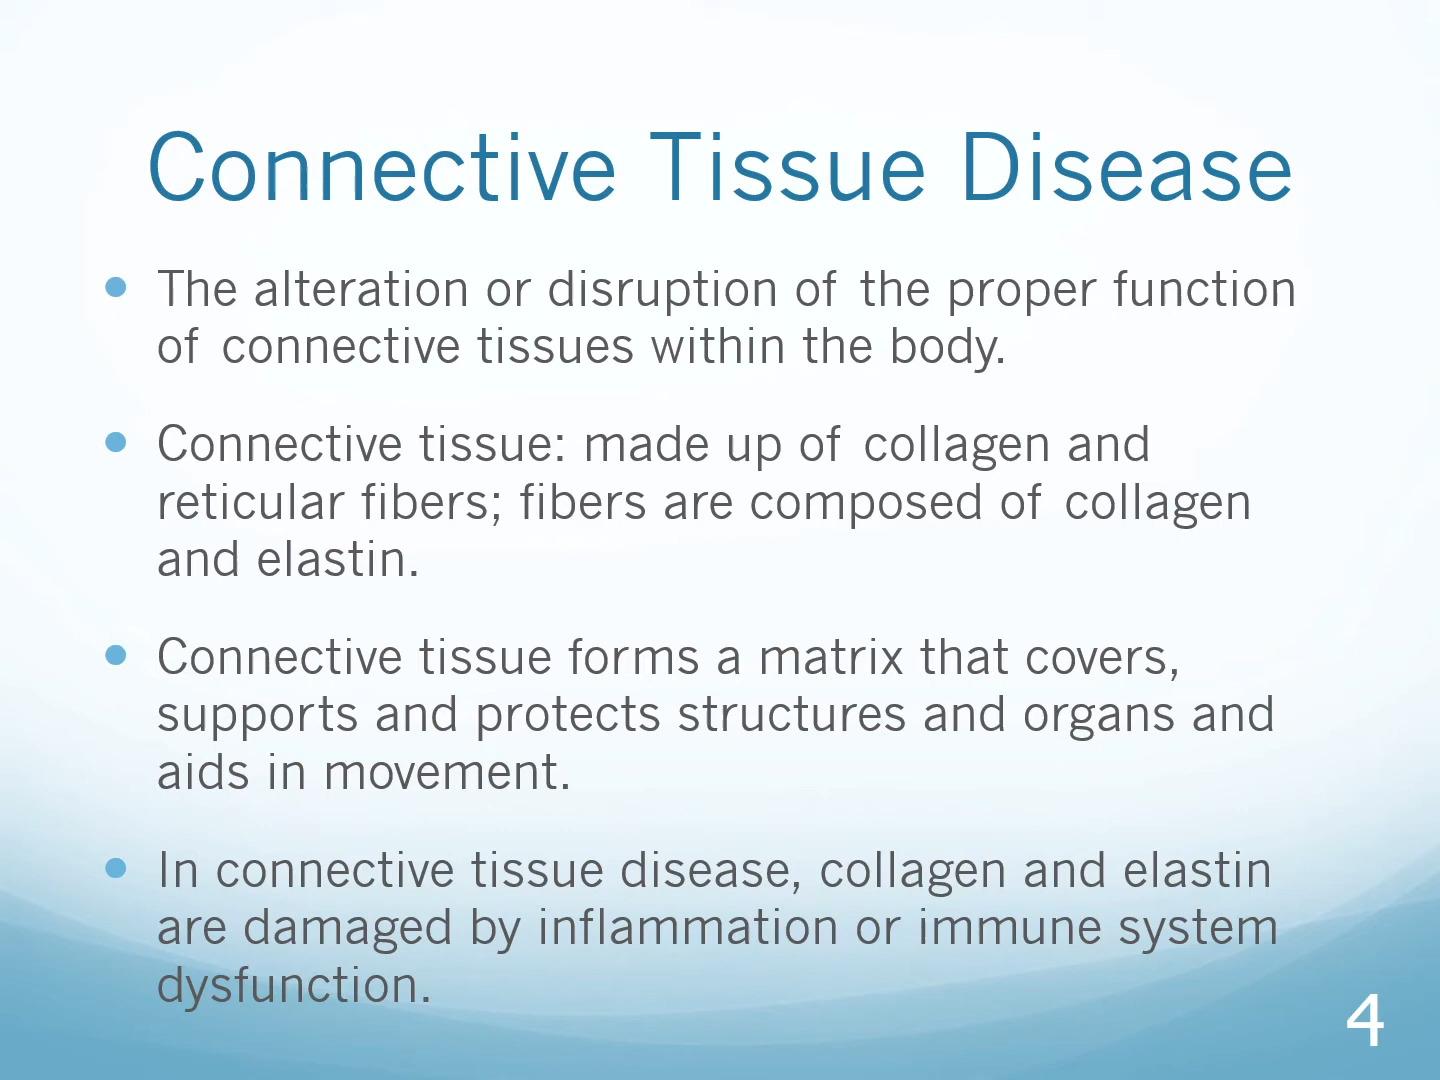 Connective Tissue Disease
• The alteration or disruption of the proper function
of connective tissues within the body.
• Connective tissue: made up of collagen and
reticular fibers; fibers are composed of collagen
and elastin.
• Connective tissue forms a matrix that covers,
supports and protects structures and organs and
aids in movement.
• In connective tissue disease, collagen and elastin
are damaged by inflammation or immune system
dysfunction.
4